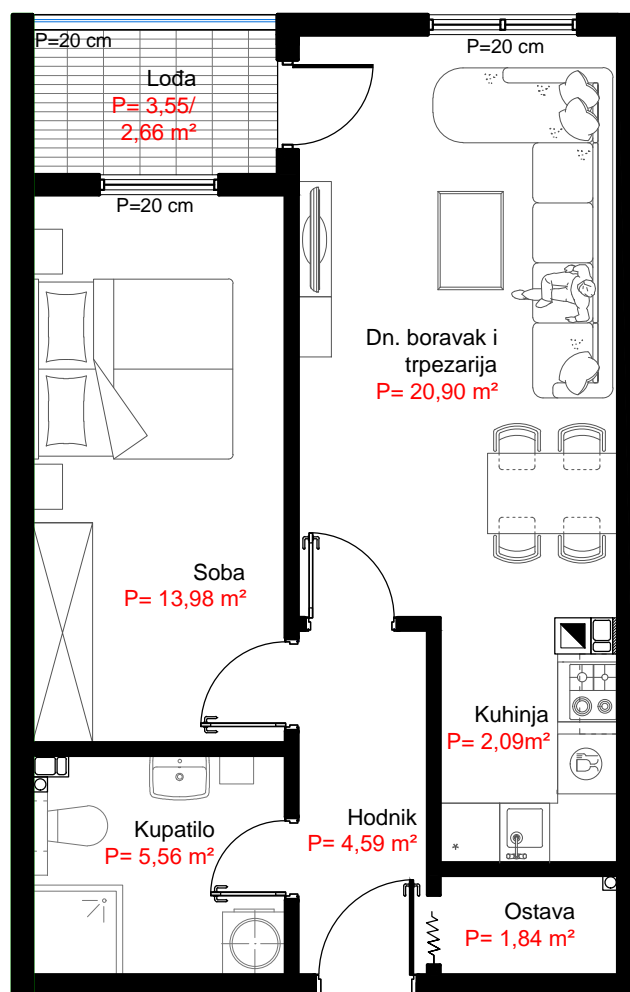 P=20 cm
P=20 cm
Lođa
P= 3,55/
2,66 m²
P=20 cm
Dn. boravak i
trpezarija
P= 20,90 m²
Soba
P= 13,98 m²
Kuhinja
P= 2,09m²
Kupatilo
P= 5,56 m²
Hodnik
P= 4,59 m²
*
Ostava
P= 1,84 m²